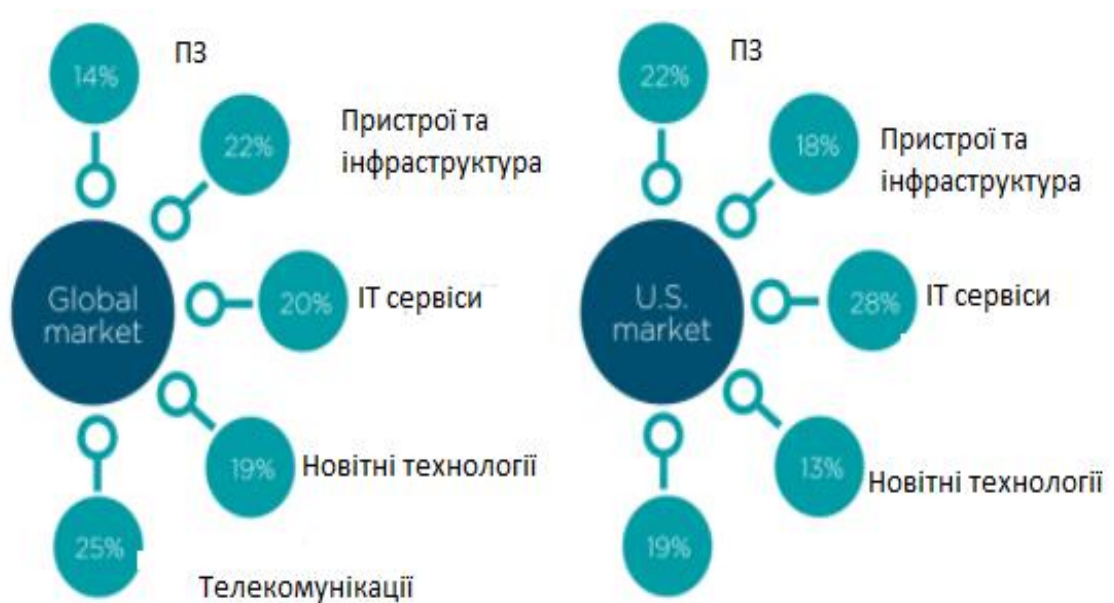 14%
ПЗ
22%
Пристрої та
інфраструктура
Global
market
20%
ІТ сервіси
19%
Новітні технології
25%
Телекомунікації
22%
ПЗ
18%
Пристрої та
інфраструктура
U.S.
market
28%
ІТ сервіси
13%
Новітні технології
19%